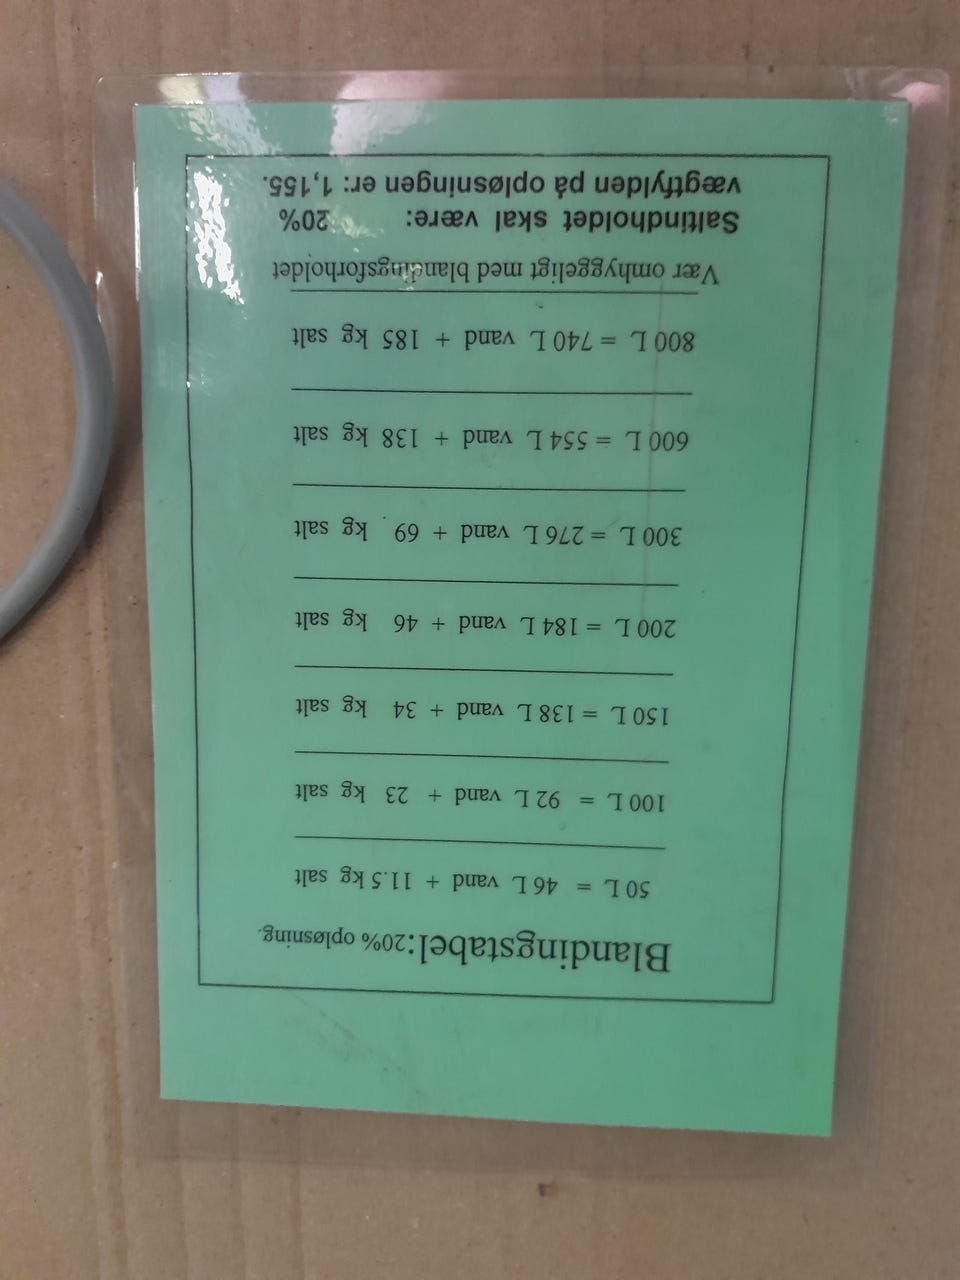 Blandingstabel:20% opløsning.
50 L = 46 L vand + 11.5 kg salt
100 L = 92 L vand + 23 kg salt
150 L = 138 L vand + 34 kg salt
200 L = 184 L vand + 46 kg salt
300 L = 276 L vand + 69 kg salt
600 L = 554 L vand + 138 kg salt
800 L = 740 L vand + 185 kg salt
Vær omhyggeligt med blandingsforholdet
Saltindholdet skal være: 20%
vægtfylden på opløsningen er: 1,155.